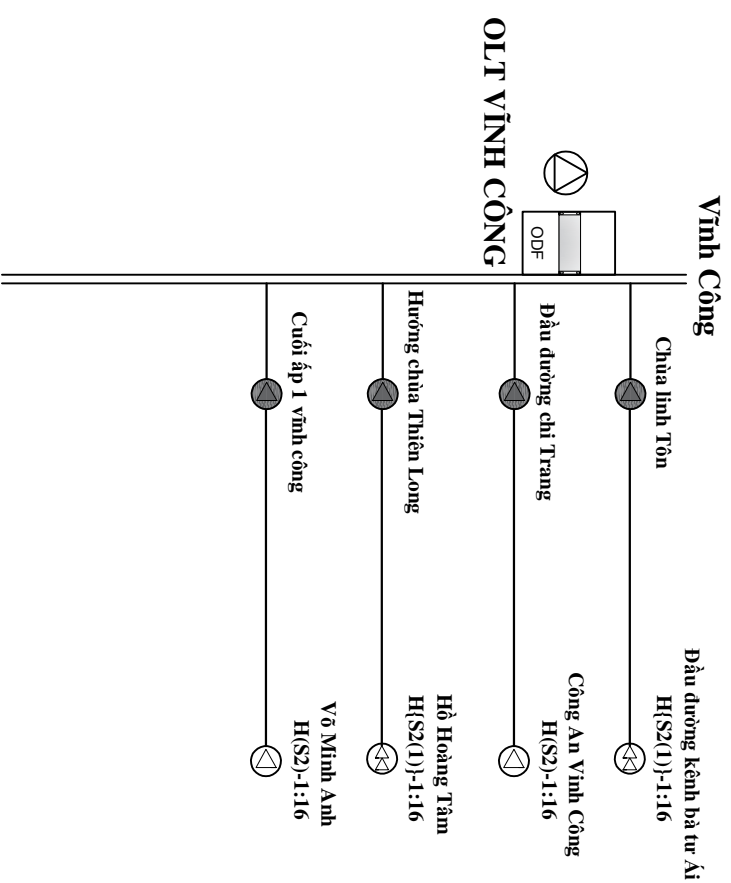 Vĩnh Công
OLT VĨNH CÔNG
ODF
Chùa linh Tôn
Đầu đường kênh bà tư Ái
H{S2(1)}-1:16
Đầu đường chi Trang
Công An Vinh Công
H(S2)-1:16
Hướng chùa Thiên Long
Hồ Hoàng Tâm
H{S2(1)}-1:16
Cuối ấp 1 vĩnh công
Võ Minh Anh
H(S2)-1:16